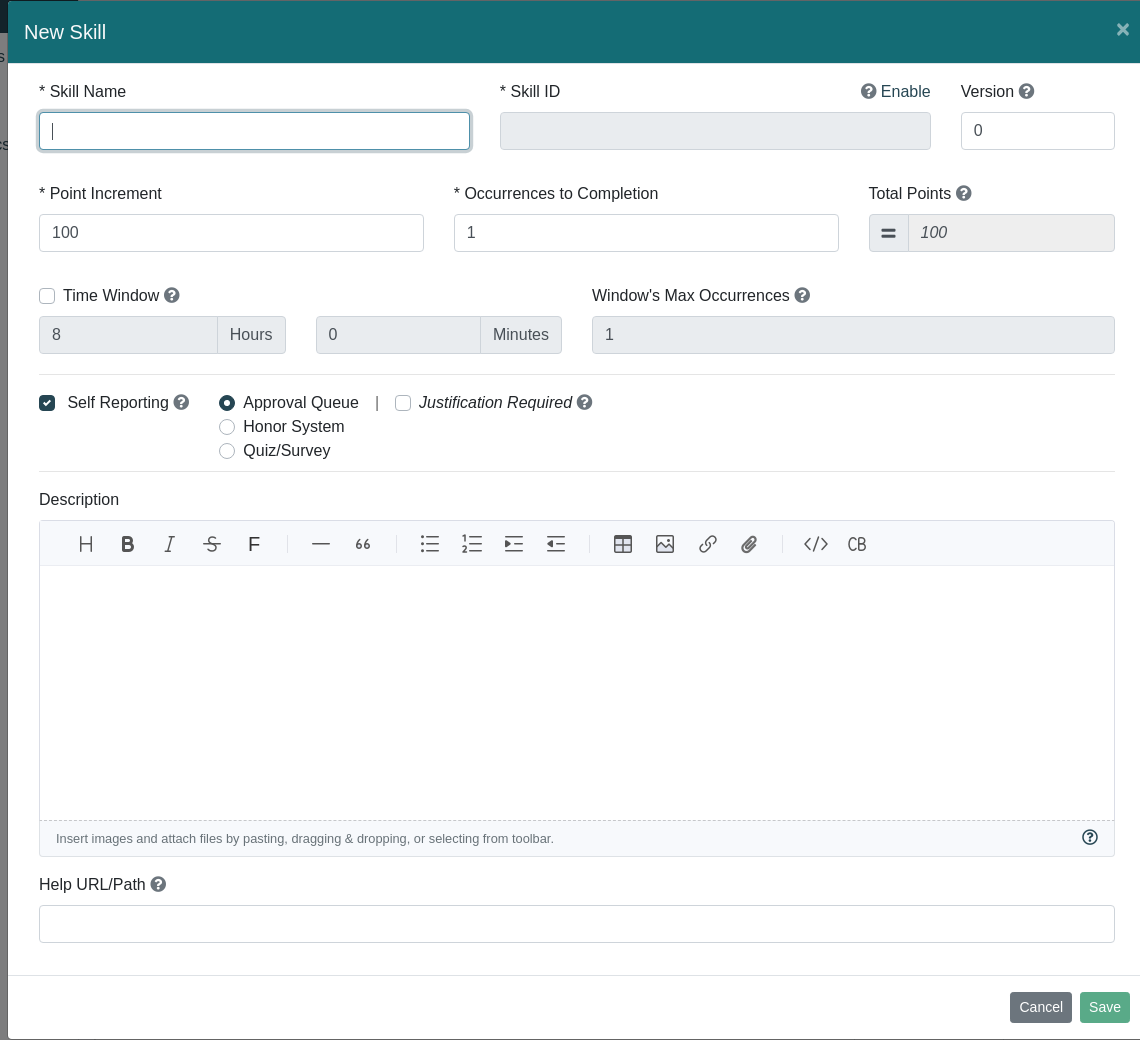 New Skill ×
* Skill Name * Skill ID Enable Version
0
* Point Increment * Occurrences to Completion Total Points
100 1 = 100
Time Window Window's Max Occurrences
8 Hours 0 Minutes 1
Self Reporting Approval Queue | Justification Required
Honor System
Quiz/Survey
Description
H B I S F — “ </> CB
Insert images and attach files by pasting, dragging & dropping, or selecting from toolbar.
Help URL/Path
Cancel Save